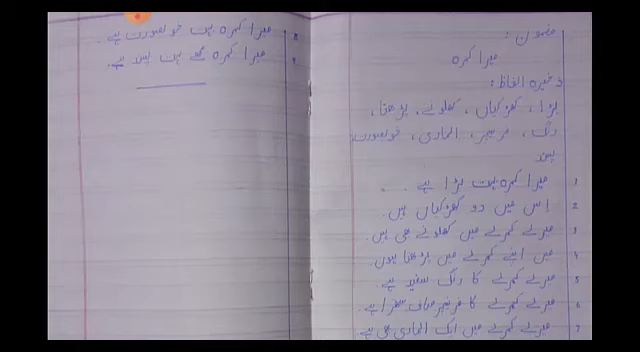 مضمون :
میرا کمرہ
ذخیرہ الفاظ :
بڑا ، کھڑکیاں ، کھلونے، پڑھنا ،
رنگ ، فرنیچر ، الماری ، خوبصورت،
پسند
1 میرا کمرہ بہت بڑا ہے ۔
2 اس میں دو کھڑکیاں ہیں۔
3 میرے کمرے میں کھلونے بھی ہیں۔
4 میں اپنے کمرے میں پڑھتا ہوں۔
5 میرے کمرے کا رنگ سفید ہے۔
6 میرے کمرے کا فرنیچر صاف ستھرا ہے۔
7 میرے کمرے میں ایک الماری بھی ہے۔
8 میرا کمرہ بہت خوبصورت ہے۔
9 میرا کمرہ مجھے بہت پسند ہے۔